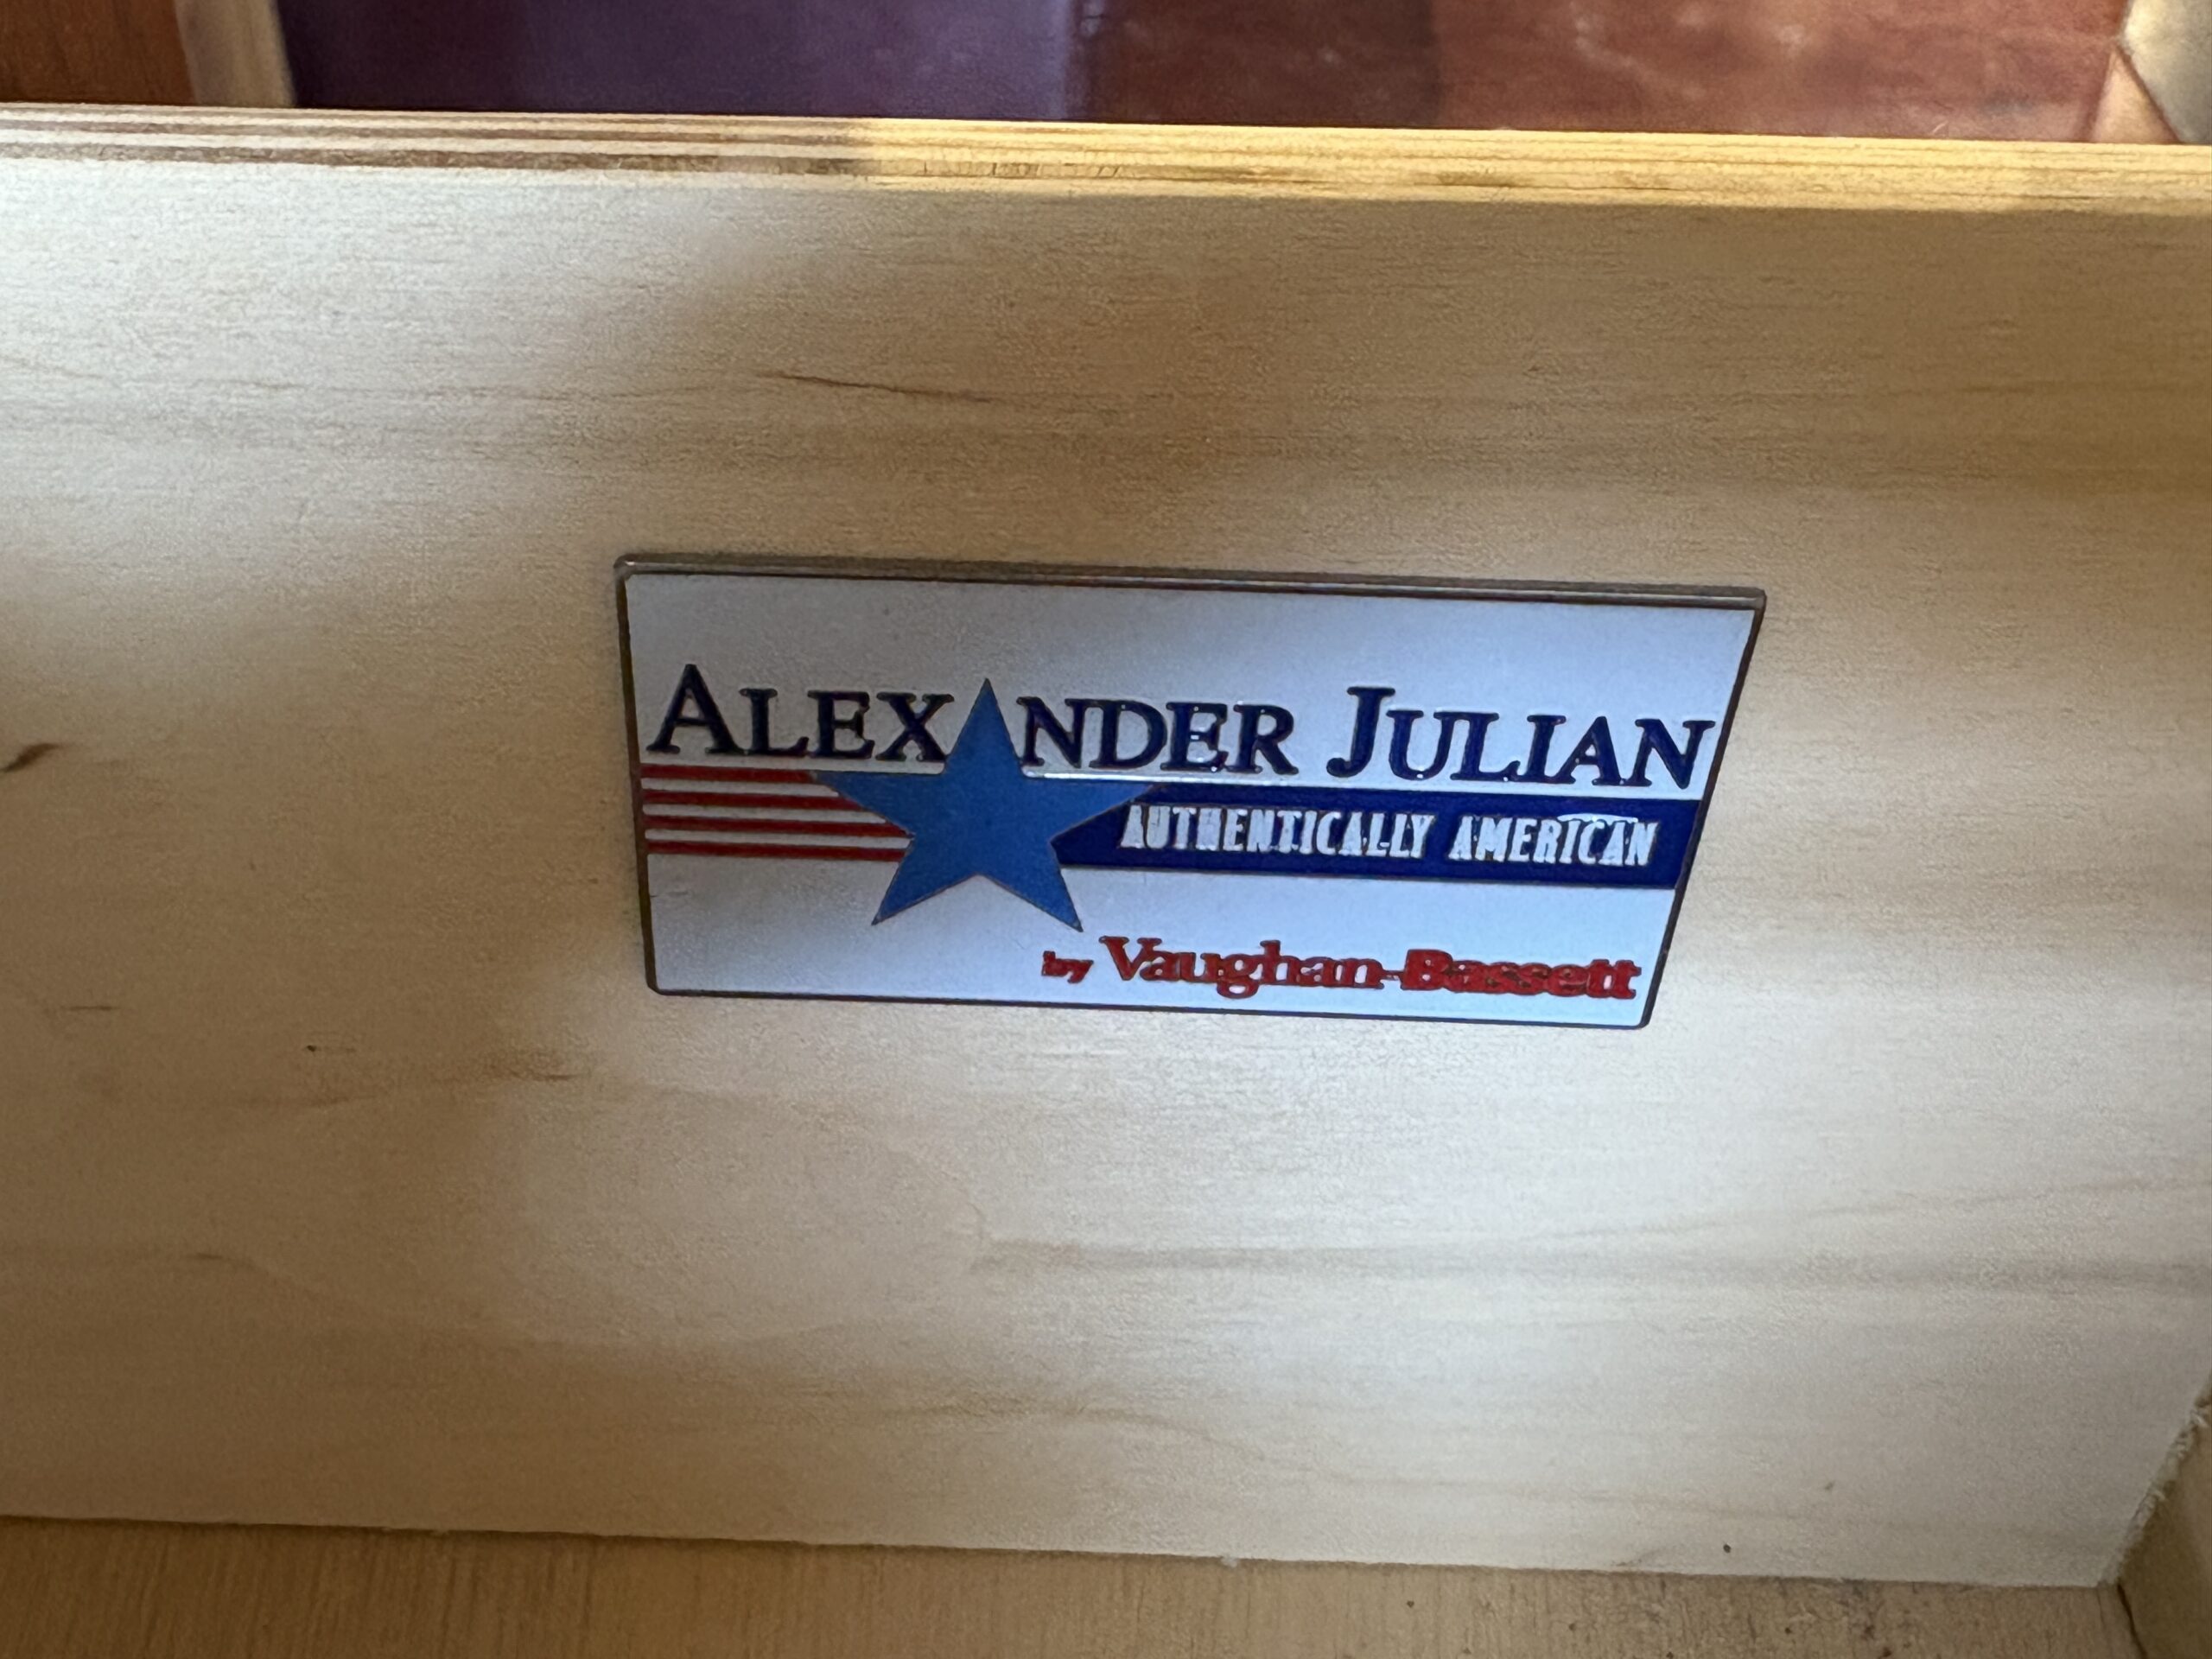 ALEXANDER JULIAN
AUTHENTICALLY AMERICAN
by Vaughan-Bassett